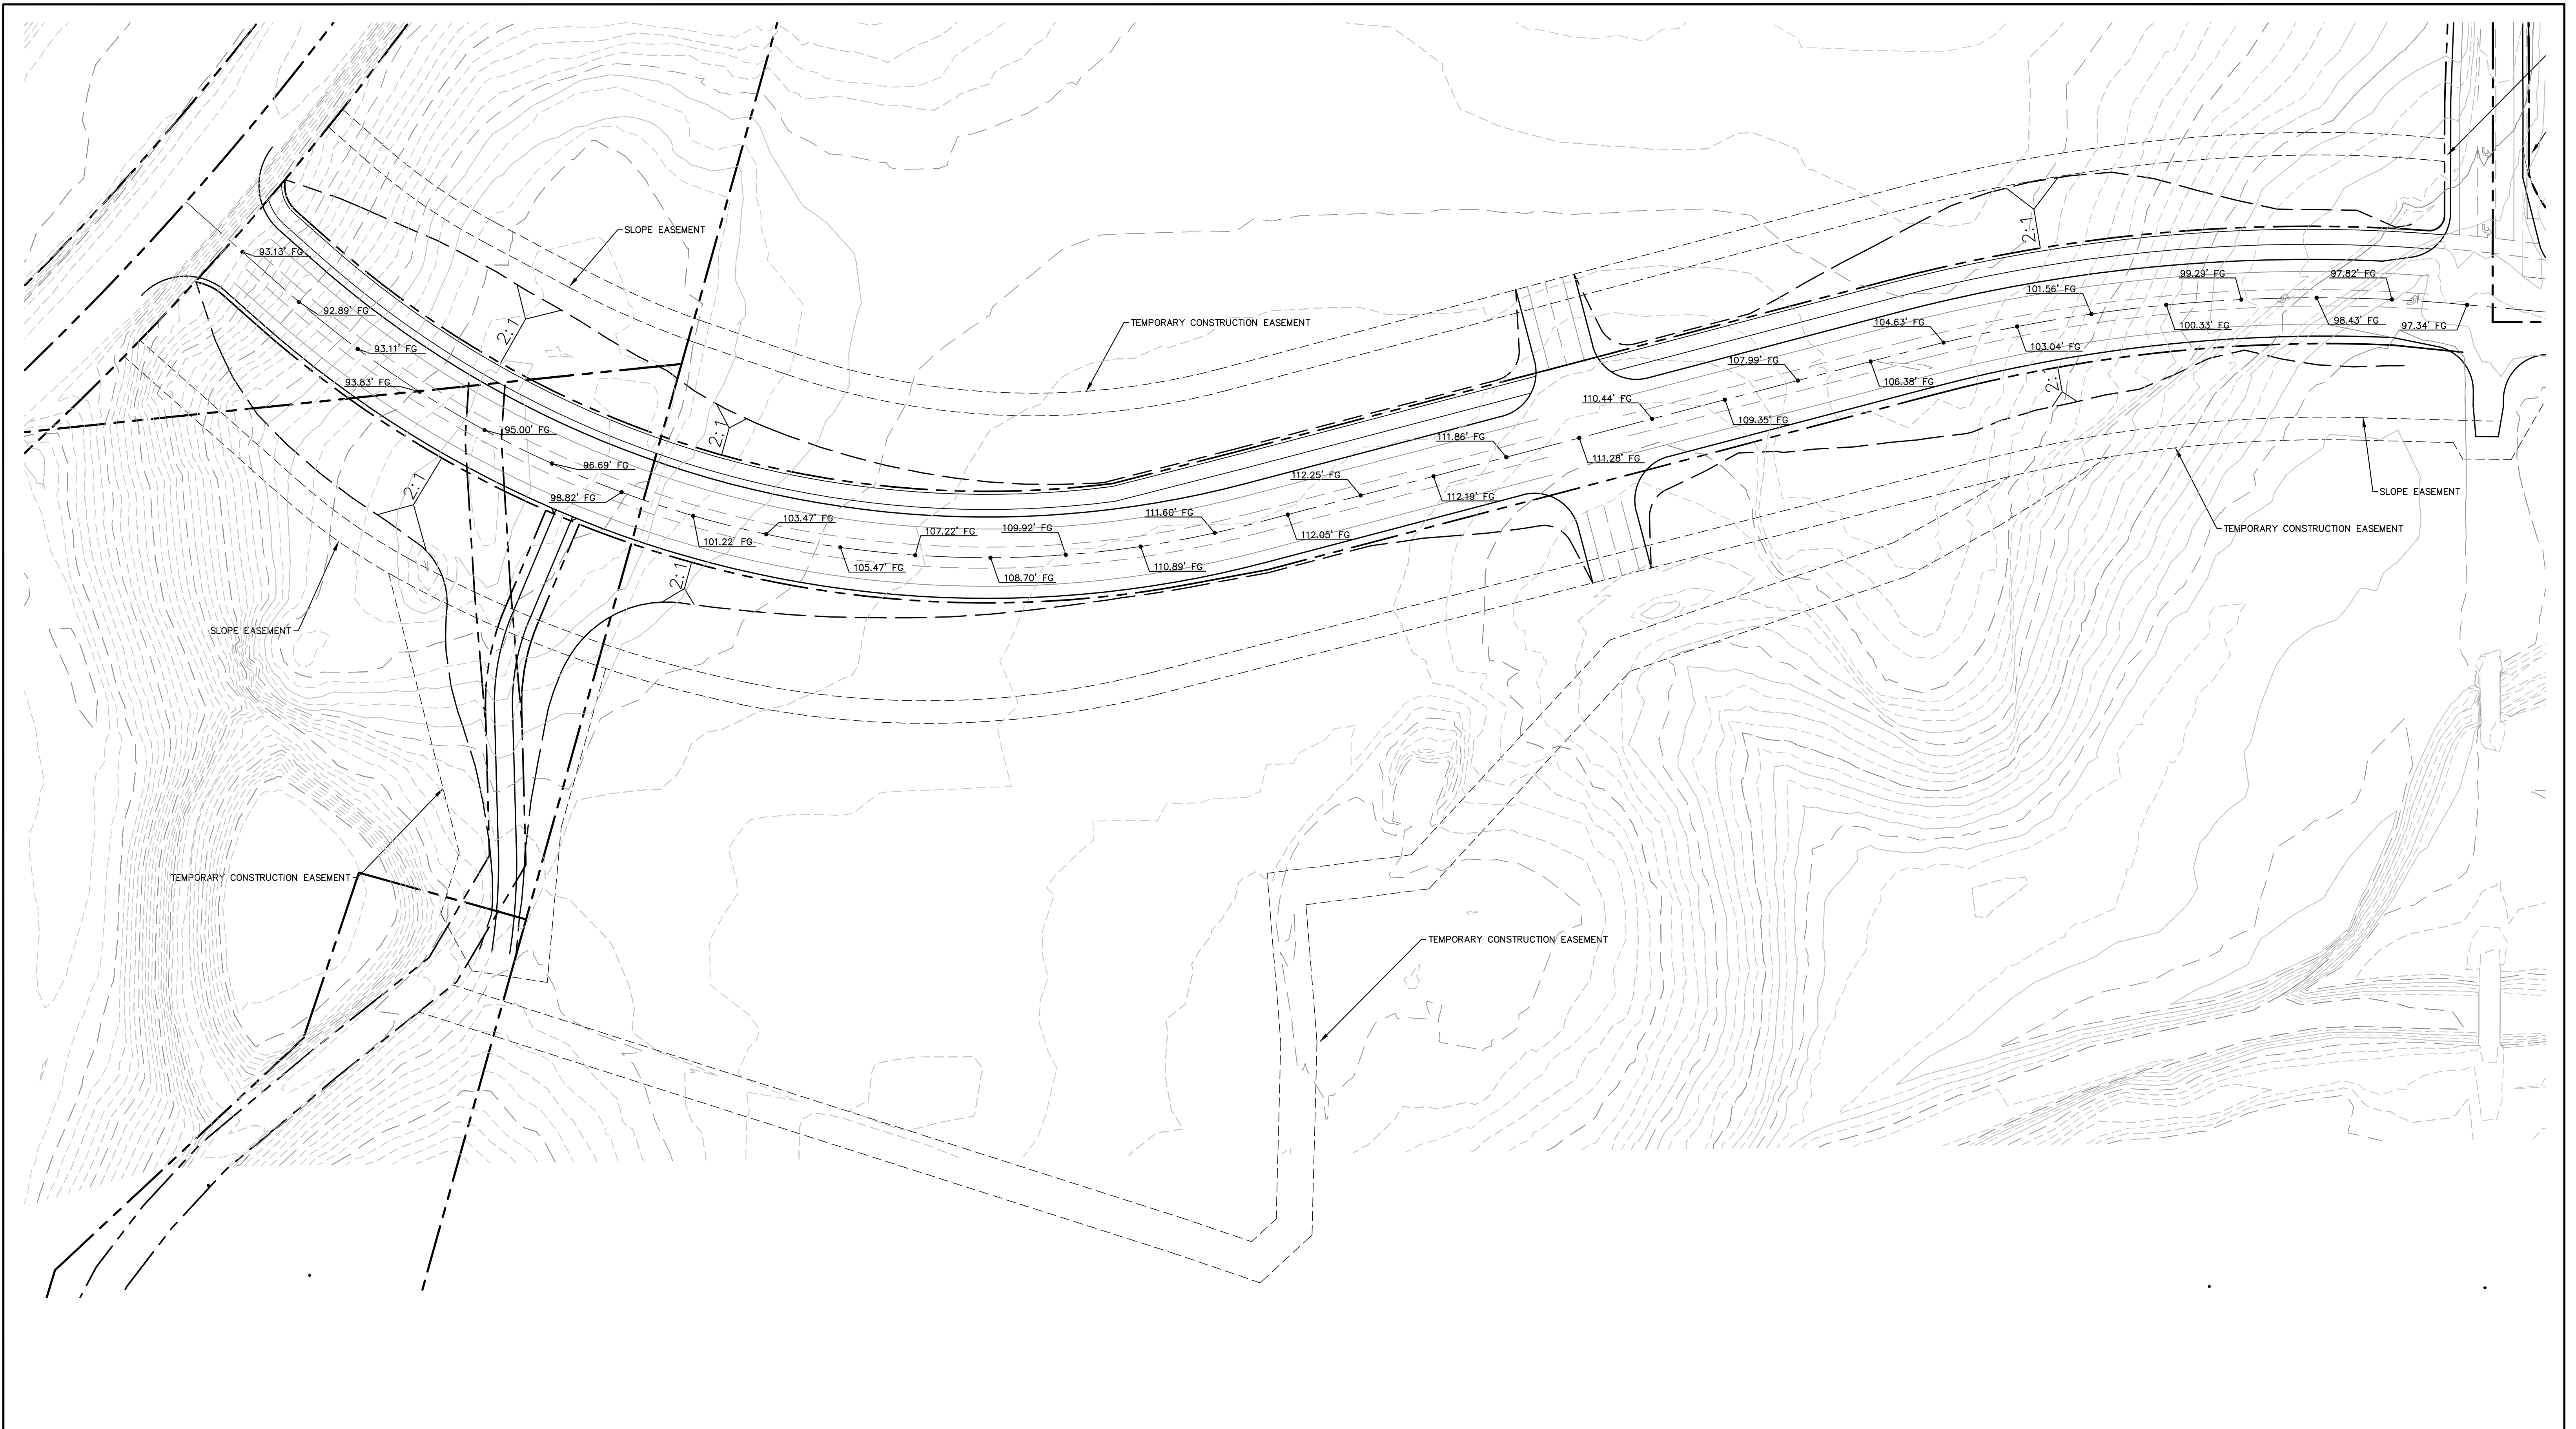 SLOPE EASEMENT
93.13' FG
92.89' FG
93.11' FG
93.83' FG
95.00' FG
96.69' FG
98.82' FG
101.22' FG
103.47' FG
105.47' FG
107.22' FG
108.70' FG
109.92' FG
110.89' FG
111.60' FG
112.05' FG
112.25' FG
112.19' FG
111.86' FG
111.28' FG
110.44' FG
109.35' FG
107.99' FG
106.38' FG
104.63' FG
103.04' FG
101.56' FG
100.33' FG
99.29' FG
98.43' FG
97.82' FG
97.34' FG
2:1
2:1
2:1
2:1
2:1
2:
TEMPORARY CONSTRUCTION EASEMENT
SLOPE EASEMENT
TEMPORARY CONSTRUCTION EASEMENT
SLOPE EASEMENT
TEMPORARY CONSTRUCTION EASEMENT
TEMPORARY CONSTRUCTION EASEMENT